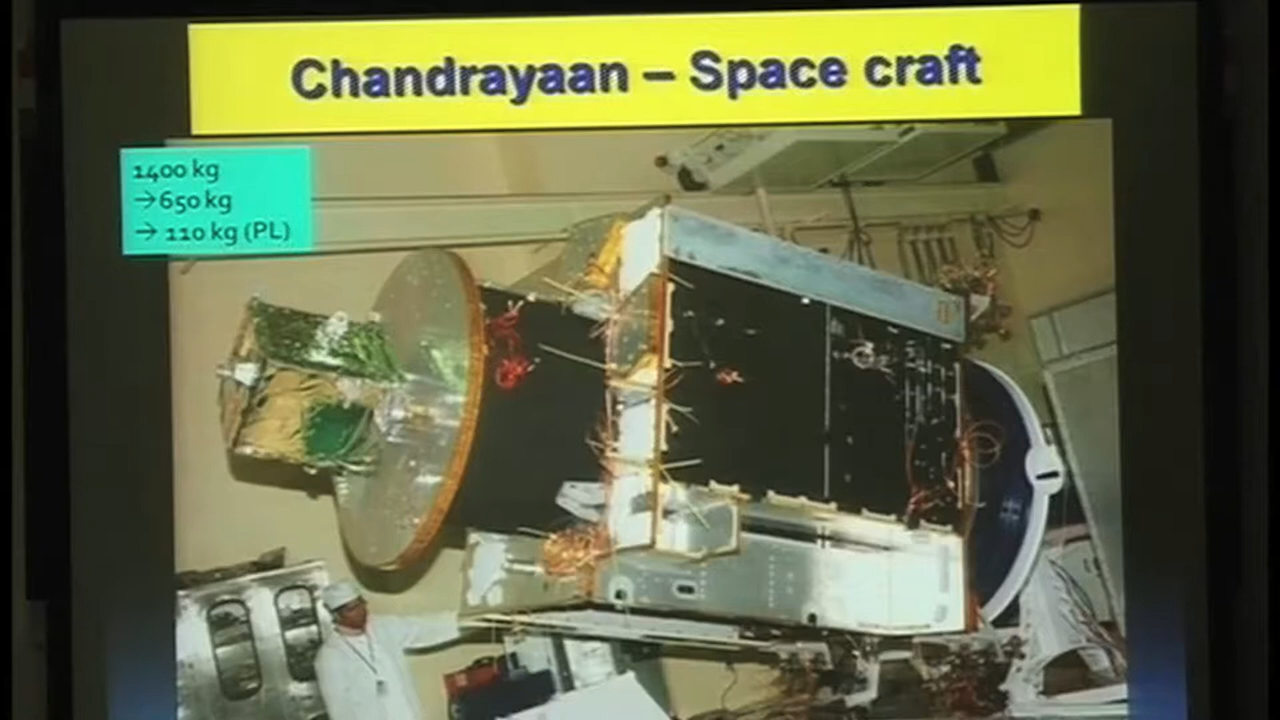 Chandrayaan – Space craft
1400 kg
→650 kg
→ 110 kg (PL)